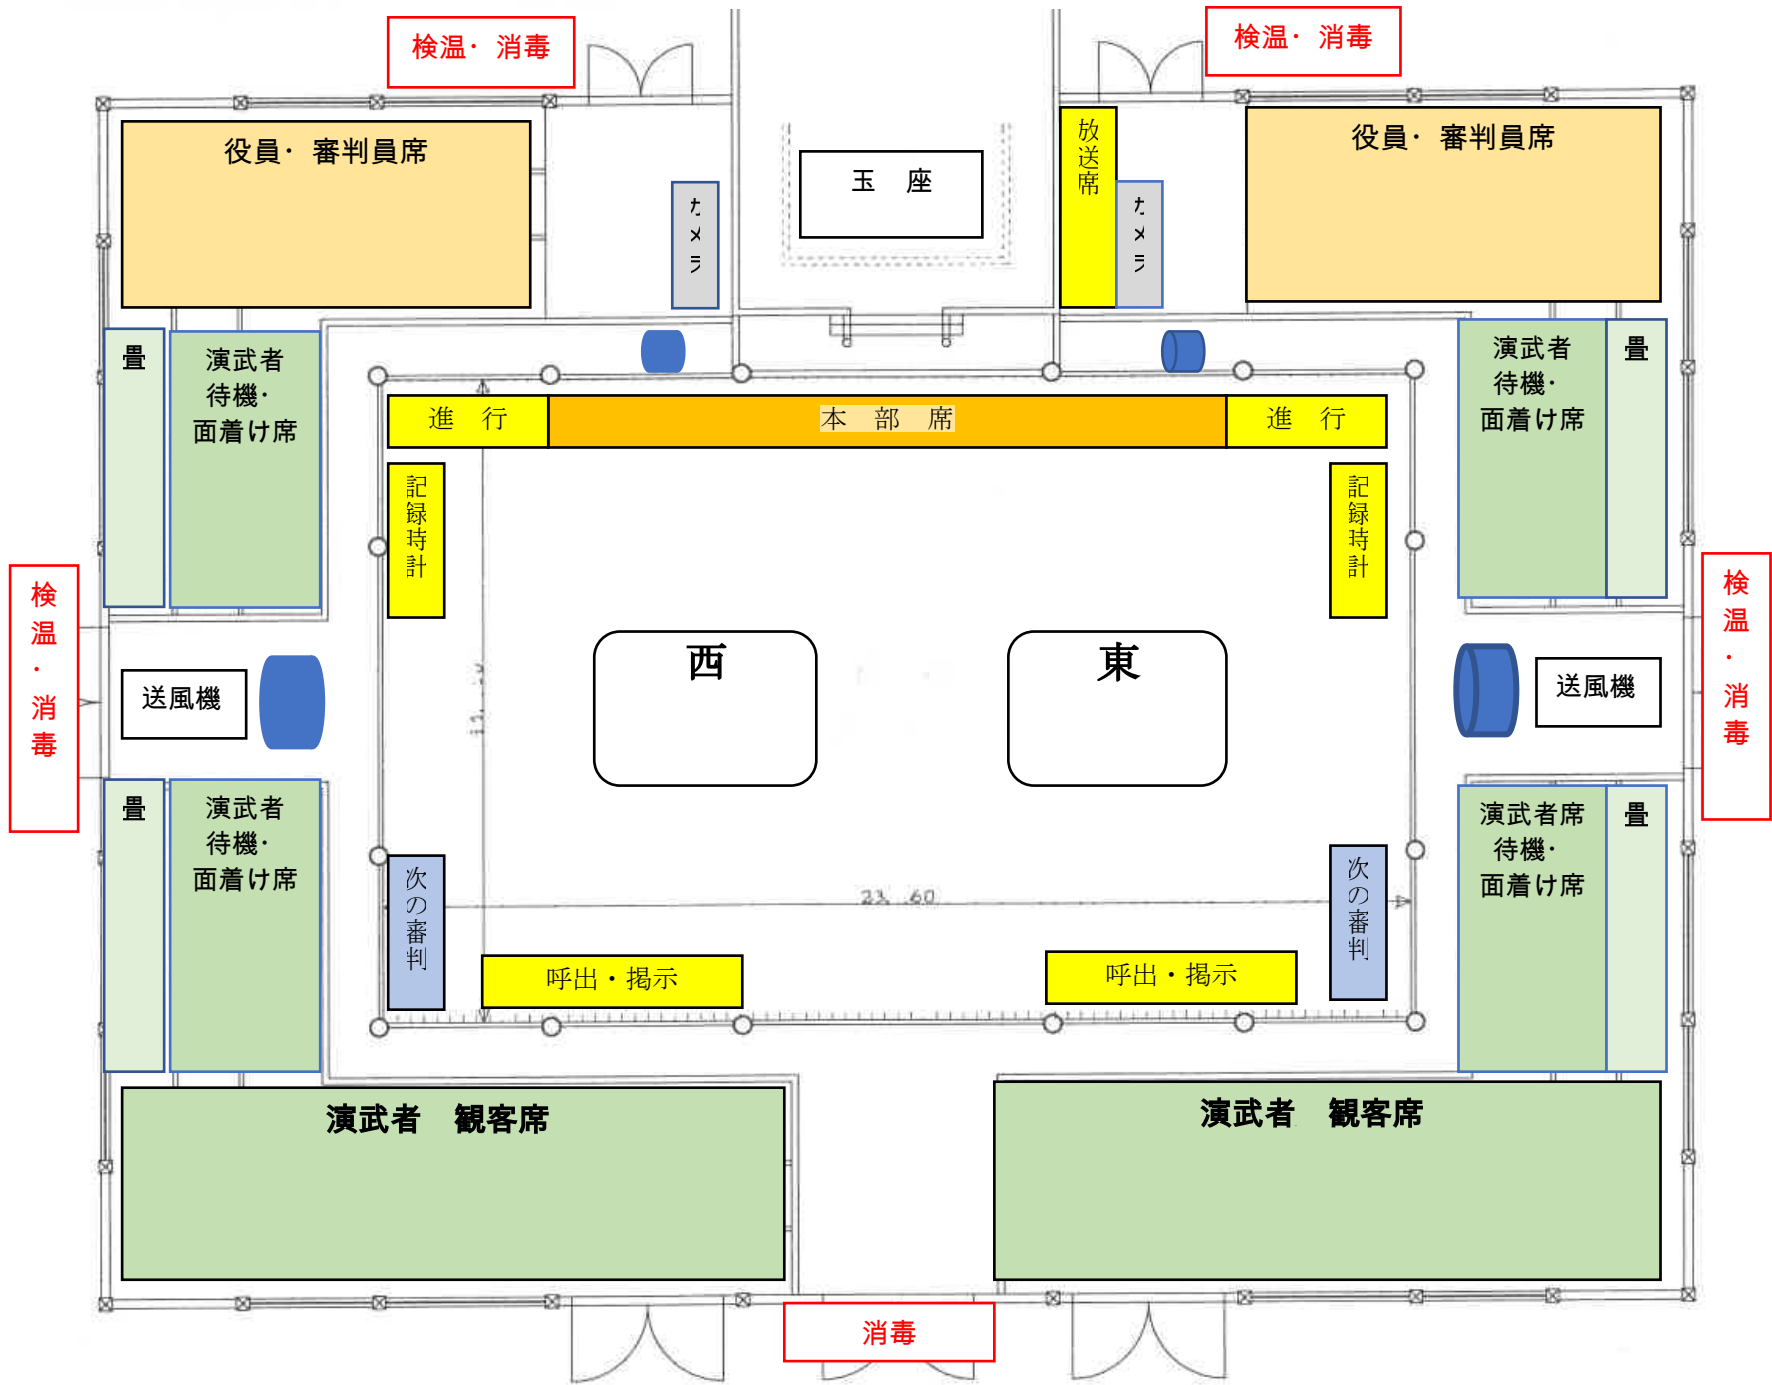 検温・消毒
検温・消毒
役員・審判員席
放送席
役員・審判員席
玉　座
カメラ
カメラ
畳
演武者
待機・
面着け席
演武者
待機・
面着け席
畳
進　行
本　部　席
進　行
記録時計
記録時計
検温・消毒
検温・消毒
西
東
送風機
送風機
畳
演武者
待機・
面着け席
演武者席
待機・
面着け席
畳
次の審判
次の審判
23.60
呼出・掲示
呼出・掲示
演武者　観客席
演武者　観客席
消毒